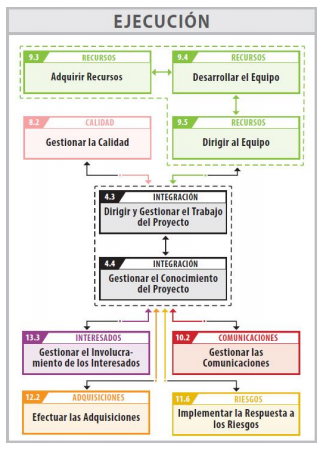 EJECUCIÓN
9.3 RECURSOS
Adquirir Recursos
9.4 RECURSOS
Desarrollar el Equipo
8.2 CALIDAD
Gestionar la Calidad
9.5 RECURSOS
Dirigir al Equipo
4.3 INTEGRACIÓN
Dirigir y Gestionar el Trabajo
del Proyecto
4.4 INTEGRACIÓN
Gestionar el Conocimiento
del Proyecto
13.3 INTERESADOS
Gestionar el Involucra-
miento de los Interesados
10.2 COMUNICACIONES
Gestionar las
Comunicaciones
12.2 ADQUISICIONES
Efectuar las Adquisiciones
11.6 RIESGOS
Implementar la Respuesta a
los Riesgos